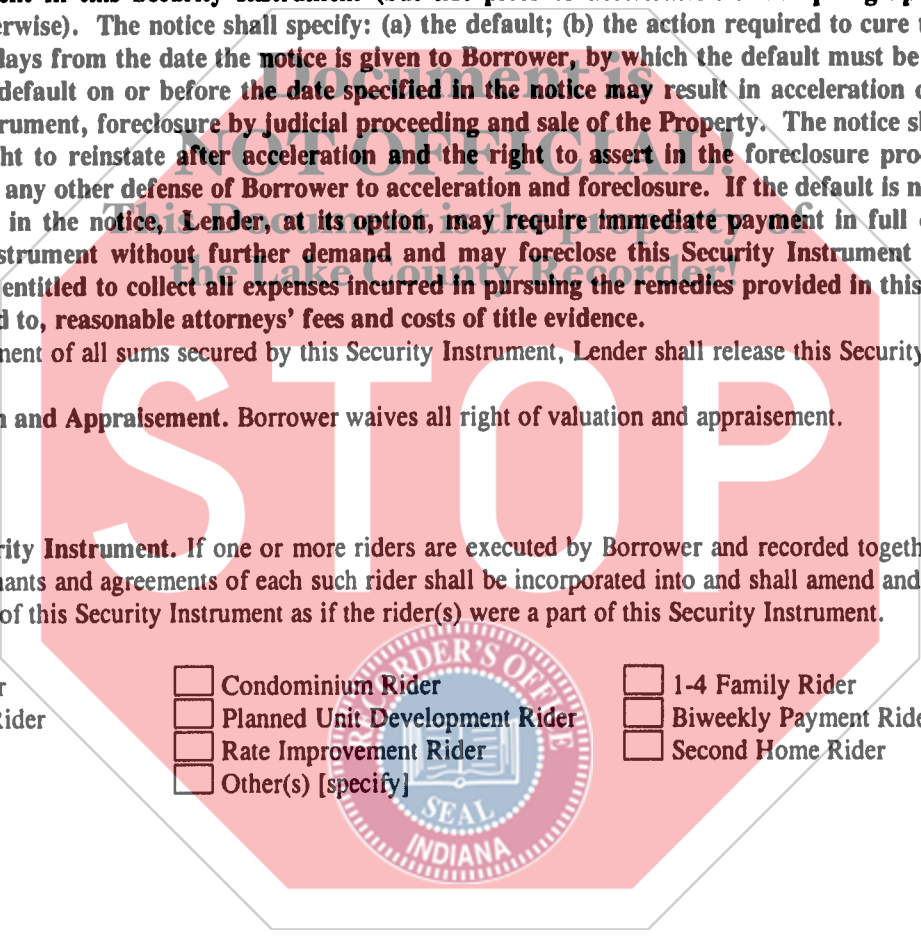 erwise). The notice shall specify: (a) the default; (b) the action required to cure
days from the date the notice is given to Borrower, by which the default must be
default on or before the date specified in the notice may result in acceleration
rument, foreclosure by judicial proceeding and sale of the Property. The notice
ht to reinstate after acceleration and the right to assert in the foreclosure pro
any other defense of Borrower to acceleration and foreclosure. If the default is
in the notice, Lender, at its option, may require immediate payment in full
strument without further demand and may foreclose this Security Instrument
entitled to collect all expenses incurred in pursuing the remedies provided in this
d to, reasonable attorneys' fees and costs of title evidence.
ment of all sums secured by this Security Instrument, Lender shall release this Security
and Appraisement. Borrower waives all right of valuation and appraisement.
rity Instrument. If one or more riders are executed by Borrower and recorded togeth
nants and agreements of each such rider shall be incorporated into and shall amend and
of this Security Instrument as if the rider(s) were a part of this Security Instrument.
Condominium Rider 1-4 Family Rider
Rider Planned Unit Development Rider Biweekly Payment Ride
Rate Improvement Rider Second Home Rider
Other(s) [specify]
Document is
NOT OFFICIAL!
This Document is the property of
the Lake County Recorder!
STOP
RECORDER'S OFFICE
SEAL
INDIANA